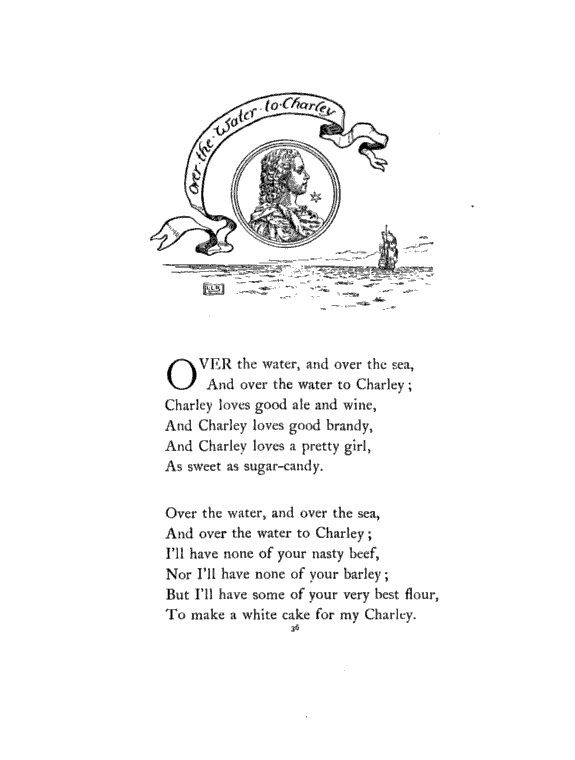 Over·the·Water·to·Charley
LLB
OVER the water, and over the sea,
And over the water to Charley;
Charley loves good ale and wine,
And Charley loves good brandy,
And Charley loves a pretty girl,
As sweet as sugar-candy.
Over the water, and over the sea,
And over the water to Charley;
I'll have none of your nasty beef,
Nor I'll have none of your barley;
But I'll have some of your very best flour,
To make a white cake for my Charley.
36